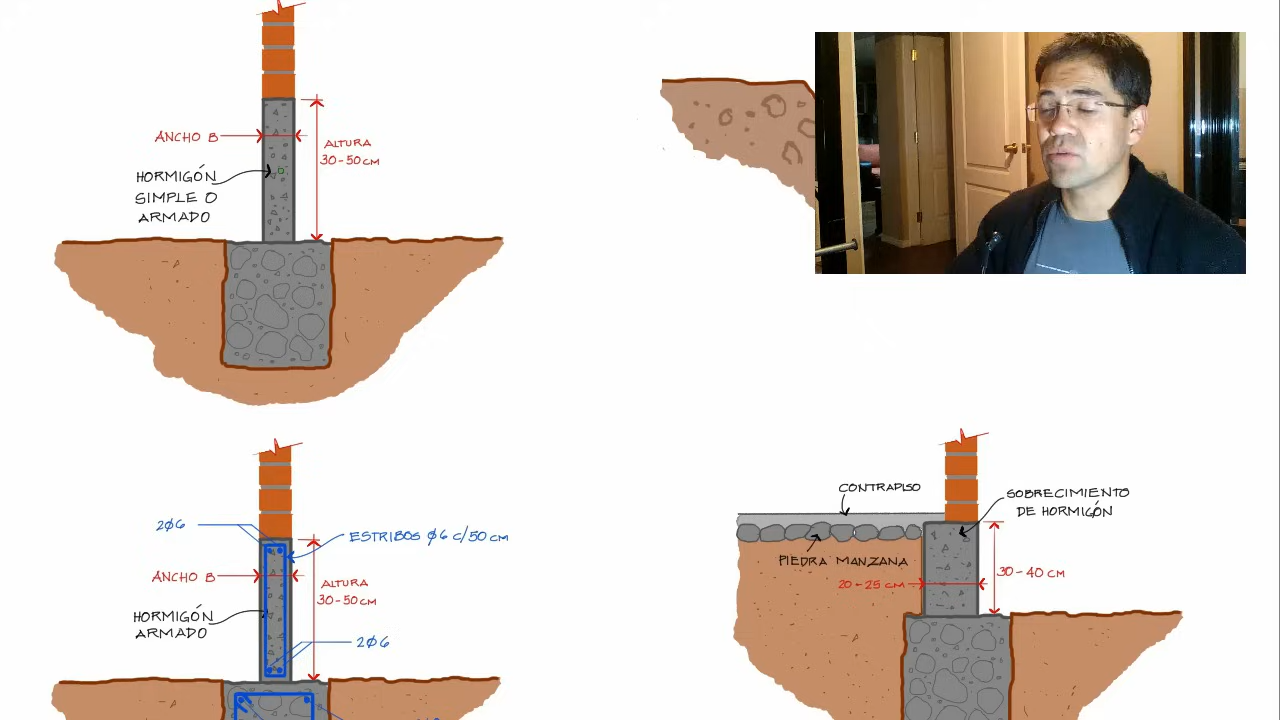 ANCHO B
ALTURA
30-50 CM
HORMIGÓN
SIMPLE O
ARMADO
2Ø6
ESTRIBOS Ø6 C/50 CM
ANCHO B
ALTURA
30-50 CM
HORMIGÓN
ARMADO
2Ø6
CONTRAPISO
SOBRECIMIENTO
DE HORMIGÓN
PIEDRA MANZANA
20-25 CM
30-40 CM